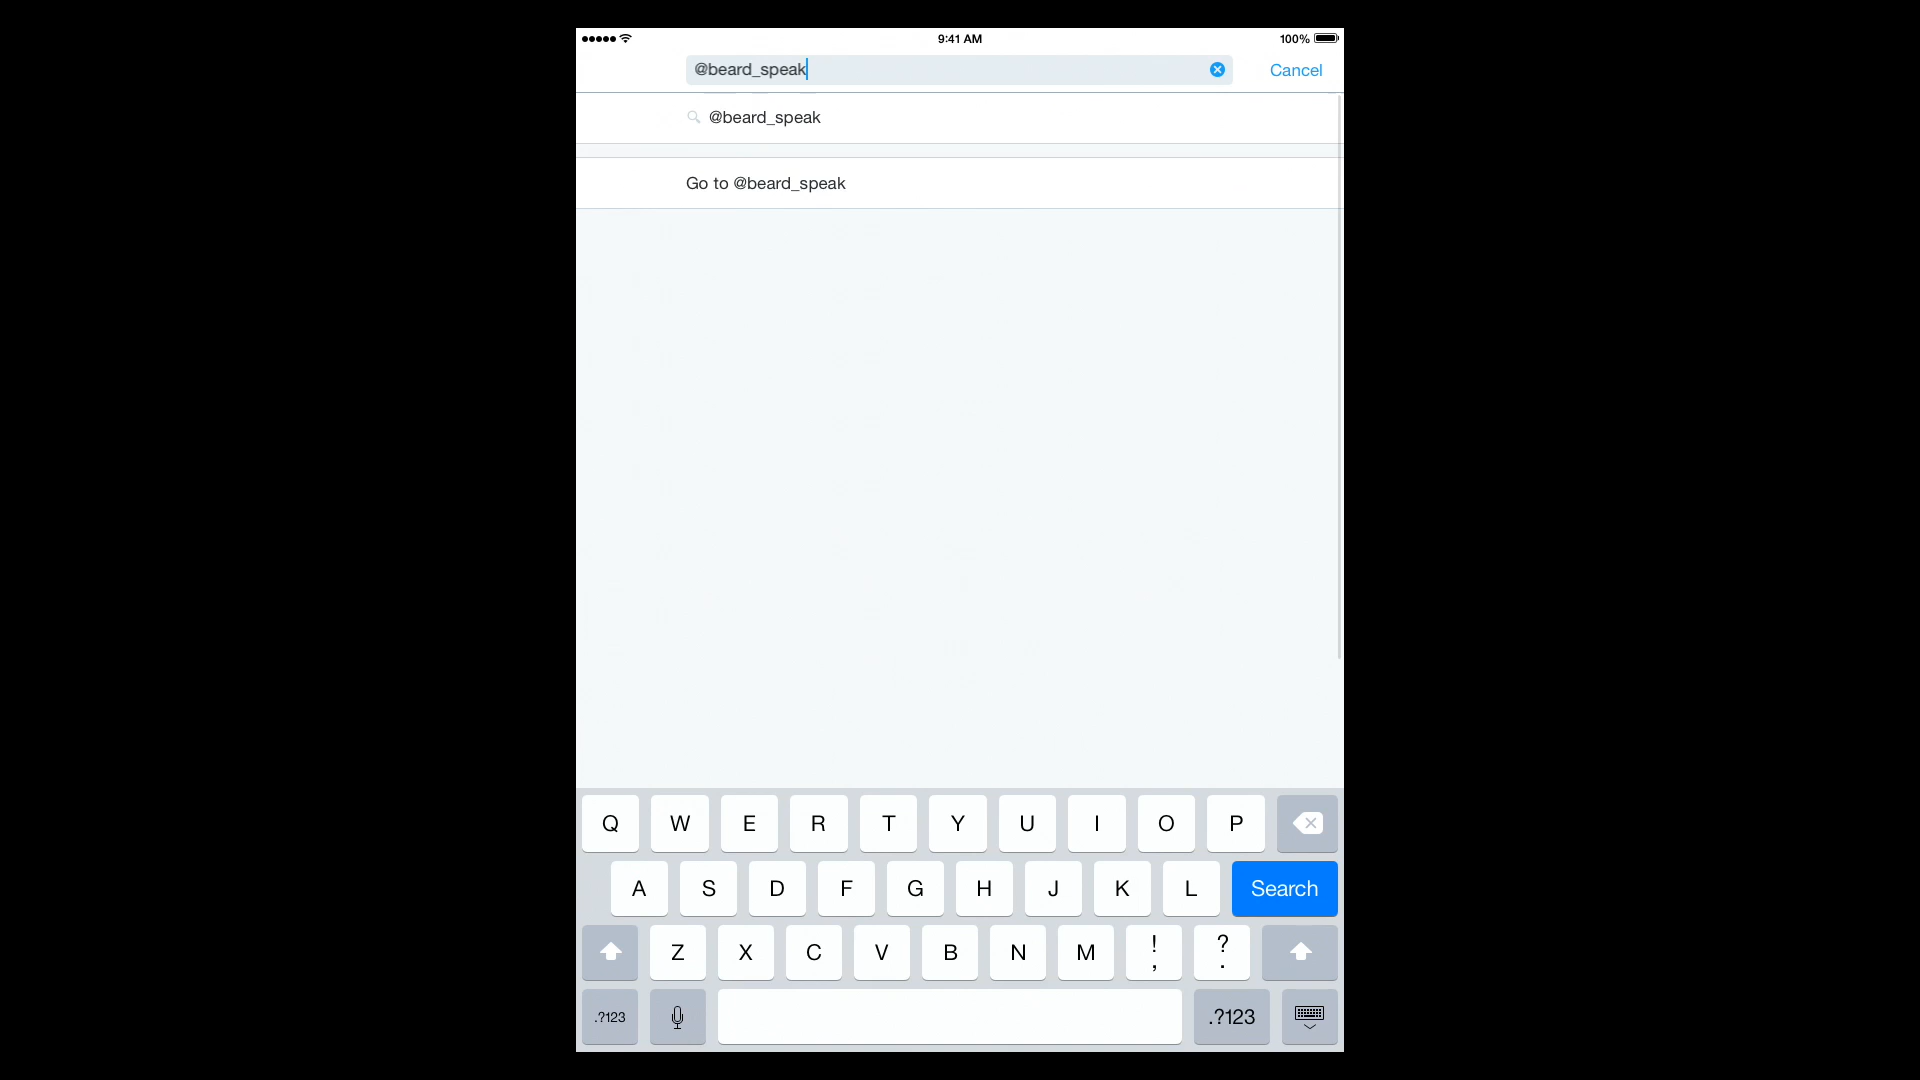 9:41 AM
100%
@beard_speak
Cancel
@beard_speak
Go to @beard_speak
Q W E R T Y U I O P
A S D F G H J K L Search
Z X C V B N M ! , ? .
.?123 .?123